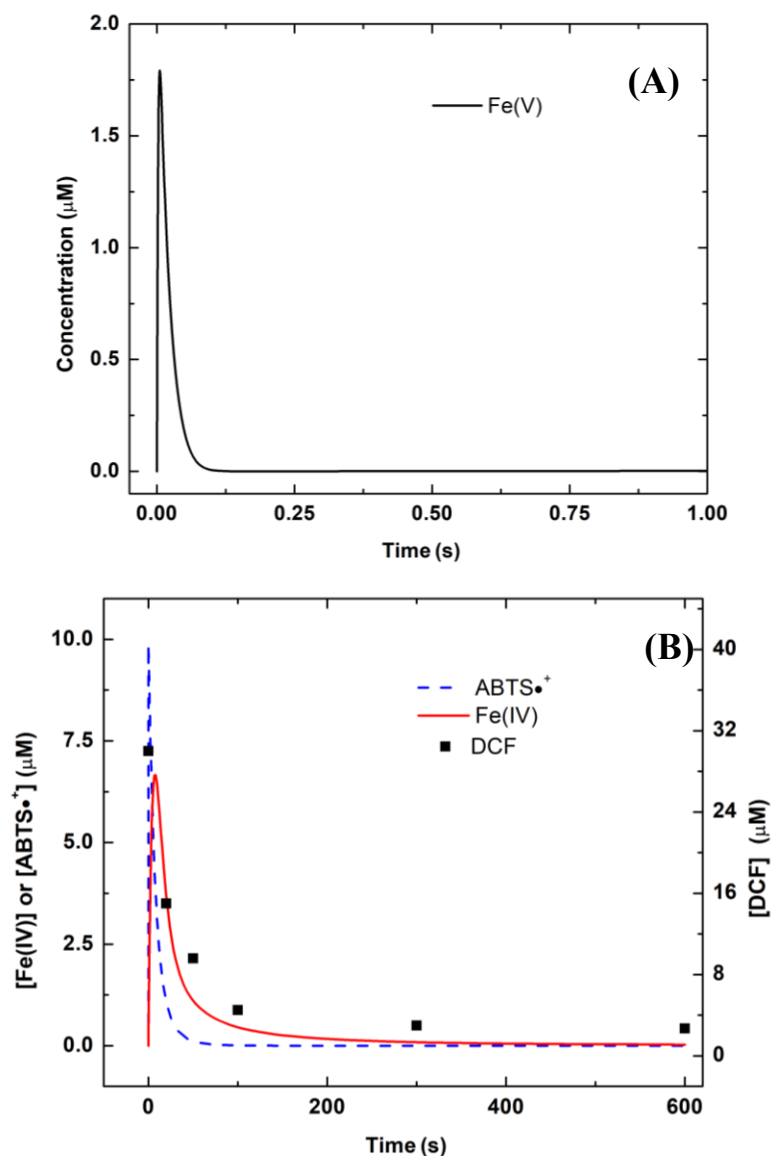 (A)
Fe(V)
Concentration (μM)
2.0
1.5
1.0
0.5
0.0
0.00 0.25 0.50 0.75 1.00
Time (s)
(B)
ABTS•⁺
Fe(IV)
DCF
[Fe(IV)] or [ABTS•⁺] (μM)
10.0
7.5
5.0
2.5
0.0
40
32
24
16
8
0
[DCF] (μM)
0 200 400 600
Time (s)